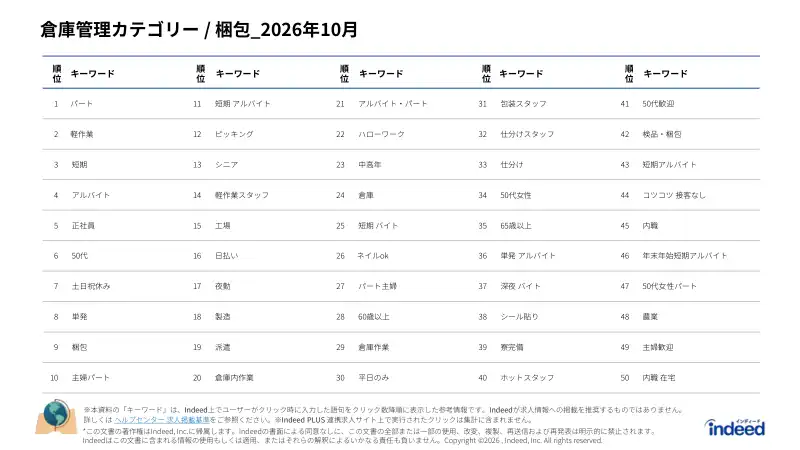 倉庫管理カテゴリー / 梱包_2026年10月
順位 キーワード 順位 キーワード 順位 キーワード 順位 キーワード 順位 キーワード
1 パート 11 短期 アルバイト 21 アルバイト・パート 31 包装スタッフ 41 50代歓迎
2 軽作業 12 ピッキング 22 ハローワーク 32 仕分けスタッフ 42 検品・梱包
3 短期 13 シニア 23 中高年 33 仕分け 43 短期アルバイト
4 アルバイト 14 軽作業スタッフ 24 倉庫 34 50代女性 44 コツコツ 接客なし
5 正社員 15 工場 25 短期 バイト 35 65歳以上 45 内職
6 50代 16 日払い 26 ネイルok 36 単発 アルバイト 46 年末年始短期アルバイト
7 土日祝休み 17 夜勤 27 パート主婦 37 深夜 バイト 47 50代女性パート
8 単発 18 製造 28 60歳以上 38 シール貼り 48 農業
9 梱包 19 派遣 29 倉庫作業 39 寮完備 49 主婦歓迎
10 主婦パート 20 倉庫内作業 30 平日のみ 40 ホットスタッフ 50 内職 在宅
※本資料の「キーワード」は、Indeed上でユーザーがクリック時に入力した語句をクリック数降順に表示した参考情報です。Indeedが求人情報への掲載を推奨するものではありません。
詳しくは ヘルプセンター 求人掲載基準をご参照ください。※Indeed PLUS 連携求人サイト上で実行されたクリックは集計に含まれません。
*この文書の著作権はIndeed, Inc.に帰属します。Indeedの書面による同意なしに、この文書の全部または一部の使用、改変、複製、再送信および再発表は明示的に禁止されます。
Indeedはこの文書に含まれる情報の使用もしくは適用、またはそれらの解釈によるいかなる責任も負いません。Copyright ©2026 , Indeed, Inc. All rights reserved.
インディード
indeed